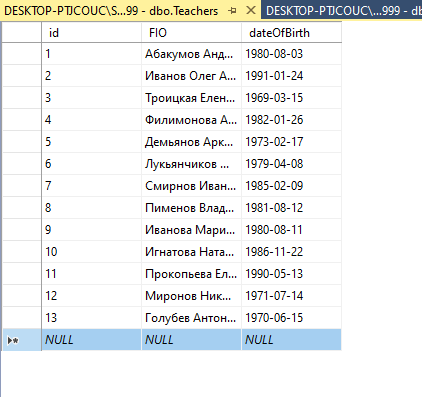 DESKTOP-PTJCOUC\S...99 - dbo.Teachers DESKTOP-PTJCOUC\...999 - db
id FIO dateOfBirth
1 Абакумов Анд... 1980-08-03
2 Иванов Олег А... 1991-01-24
3 Троицкая Елен... 1969-03-15
4 Филимонова А... 1982-01-26
5 Демьянов Арк... 1973-02-17
6 Лукьянчиков ... 1979-04-08
7 Смирнов Иван... 1985-02-09
8 Пименов Влад... 1981-08-12
9 Иванова Мари... 1980-08-11
10 Игнатова Ната... 1986-11-22
11 Прокопьева Ел... 1990-05-13
12 Миронов Ник... 1971-07-14
13 Голубев Антон... 1970-06-15
NULL NULL NULL